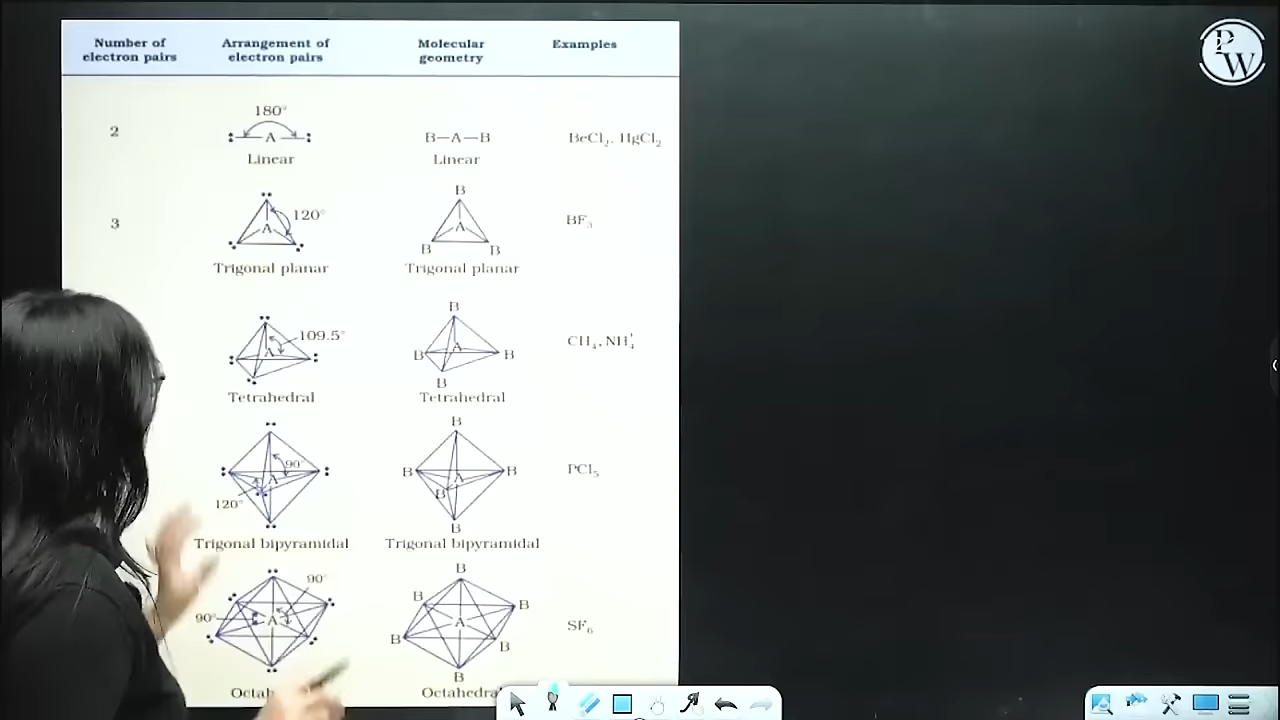 Number of electron pairs
Arrangement of electron pairs
Molecular geometry
Examples
2
180°
: A :
Linear
B—A—B
Linear
BeCl₂, HgCl₂
3
120°
A
Trigonal planar
B
A
B B
Trigonal planar
BF₃
109.5°
A
Tetrahedral
B
A
B B
B
Tetrahedral
CH₄, NH₄⁺
90°
A
120°
Trigonal bipyramidal
B
B B
A
B
B
Trigonal bipyramidal
PCl₅
90°
90°
A
Octah
B
B B
A
B B
B
Octahedra
SF₆
P
W